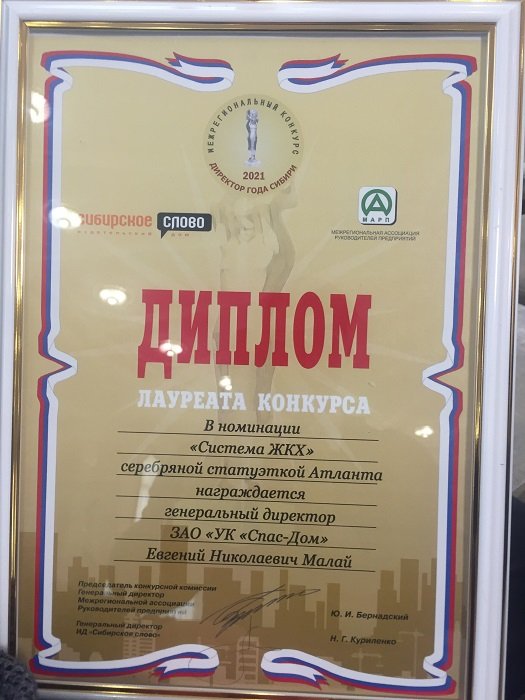 МЕЖРЕГИОНАЛЬНЫЙ КОНКУРС
2021
ДИРЕКТОР ГОДА СИБИРИ
СИБИРСКОЕ СЛОВО
ИЗДАТЕЛЬСКИЙ ДОМ
МАРП
МЕЖРЕГИОНАЛЬНАЯ АССОЦИАЦИЯ
РУКОВОДИТЕЛЕЙ ПРЕДПРИЯТИЙ
ДИПЛОМ
ЛАУРЕАТА КОНКУРСА
В номинации
«Система ЖКХ»
серебряной статуэткой Атланта
награждается
генеральный директор
ЗАО «УК «Спас-Дом»
Евгений Николаевич Малай
Председатель конкурсной комиссии
Генеральный директор
Межрегиональной ассоциации
Руководителей предприятий
Ю. И. Бернадский
Генеральный директор
ИД «Сибирское слово»
Н. Г. Куриленко